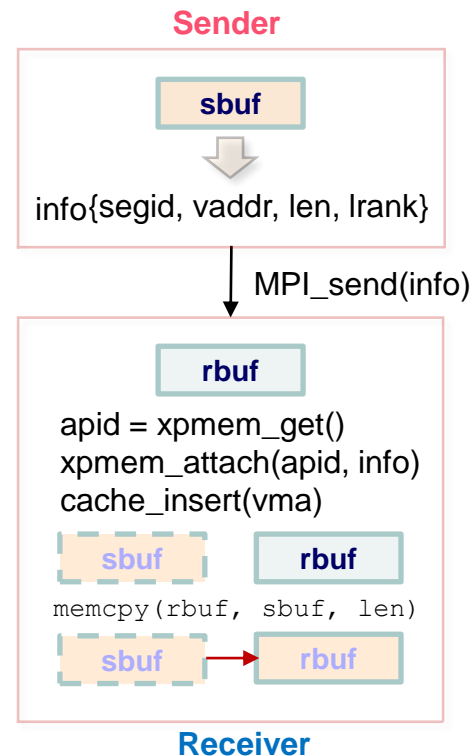 Sender
sbuf
info{segid, vaddr, len, lrank}
MPI_send(info)
rbuf
apid = xpmem_get()
xpmem_attach(apid, info)
cache_insert(vma)
sbuf rbuf
memcpy(rbuf, sbuf, len)
sbuf rbuf
Receiver